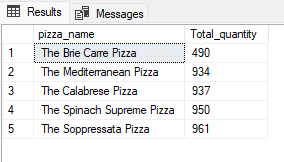 Results Messages
pizza_name Total_quantity
1 The Brie Carre Pizza 490
2 The Mediterranean Pizza 934
3 The Calabrese Pizza 937
4 The Spinach Supreme Pizza 950
5 The Soppressata Pizza 961